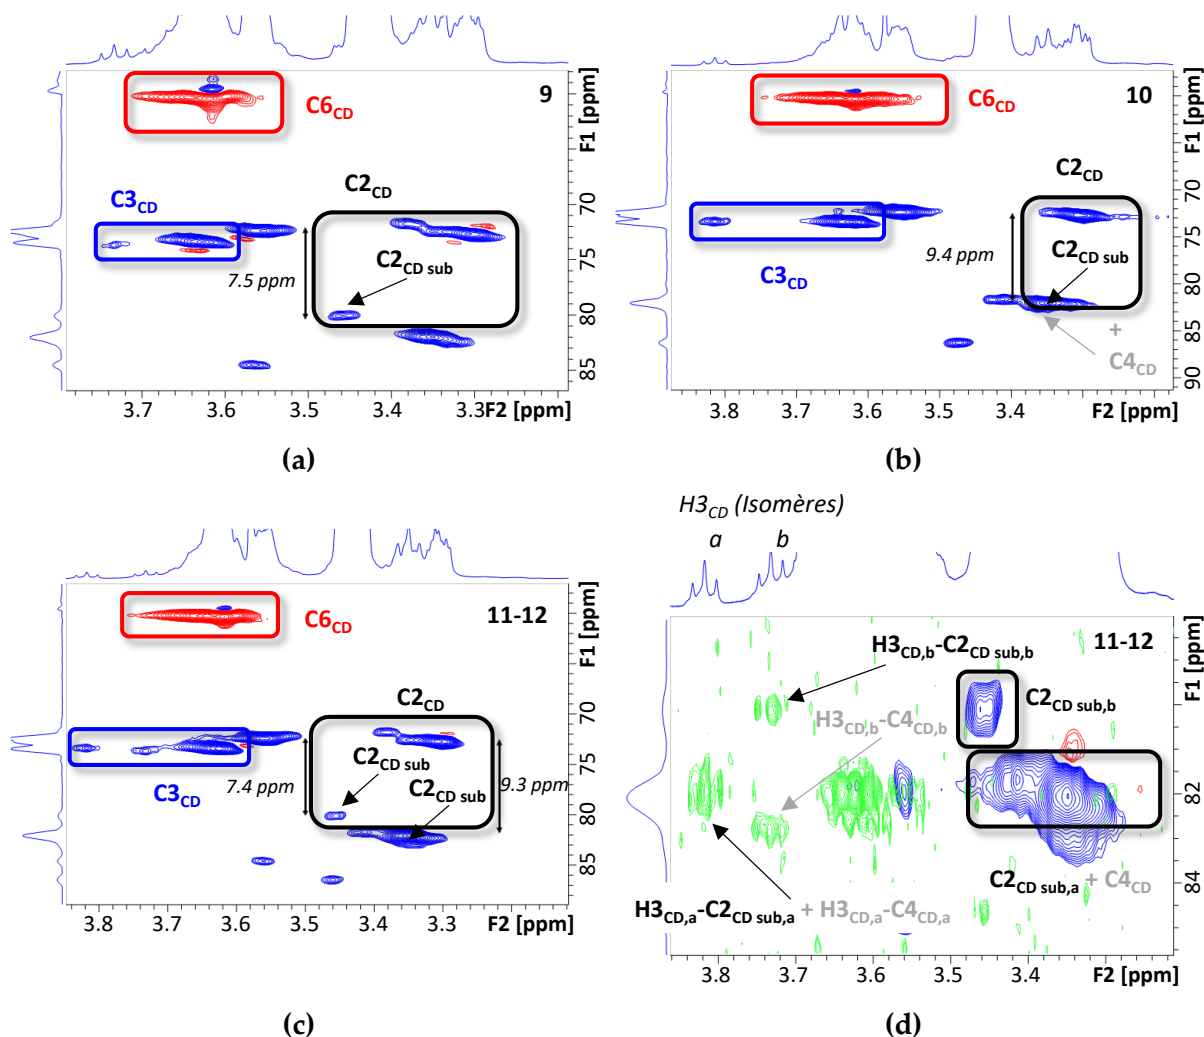 9
C6CD
F1 [ppm]
C2CD
C3CD
C2CD sub
7.5 ppm
70
75
80
85
3.7
3.6
3.5
3.4
3.3
F2 [ppm]
(a)
10
C6CD
F1 [ppm]
C2CD
C3CD
9.4 ppm
C2CD sub
+
C4CD
70
75
80
85
90
3.8
3.7
3.6
3.5
3.4
F2 [ppm]
(b)
11-12
C6CD
F1 [ppm]
C2CD
C2CD sub
C3CD
7.4 ppm
C2CD sub
9.3 ppm
70
75
80
85
3.8
3.7
3.6
3.5
3.4
3.3
F2 [ppm]
(c)
H3CD (Isomères)
a
b
11-12
H3CD,b-C2CD sub,b
F1 [ppm]
C2CD sub,b
H3CD,b-C4CD,b
82
84
C2CD sub,a + C4CD
H3CD,a-C2CD sub,a + H3CD,a-C4CD,a
3.8
3.7
3.6
3.5
3.4
F2 [ppm]
(d)